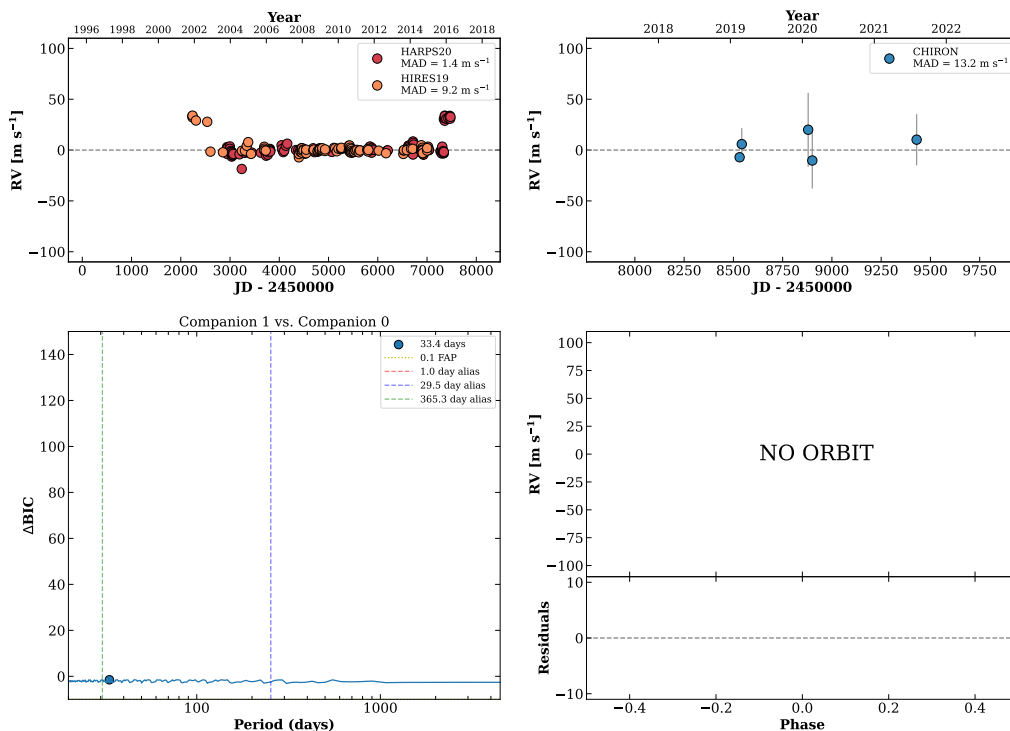 Year
1996 1998 2000 2002 2004 2006 2008 2010 2012 2014 2016 2018
RV [m s⁻¹]
100
50
0
−50
−100
HARPS20
MAD = 1.4 m s⁻¹
HIRES19
MAD = 9.2 m s⁻¹
0 1000 2000 3000 4000 5000 6000 7000 8000
JD - 2450000
Year
2018 2019 2020 2021 2022
RV [m s⁻¹]
100
50
0
−50
−100
CHIRON
MAD = 13.2 m s⁻¹
8000 8250 8500 8750 9000 9250 9500 9750
JD - 2450000
Companion 1 vs. Companion 0
ΔBIC
140
120
100
80
60
40
20
0
33.4 days
0.1 FAP
1.0 day alias
29.5 day alias
365.3 day alias
100 1000
Period (days)
RV [m s⁻¹]
100
75
50
25
0
−25
−50
−75
−100
NO ORBIT
Residuals
10
0
−10
−0.4 −0.2 0.0 0.2 0.4
Phase